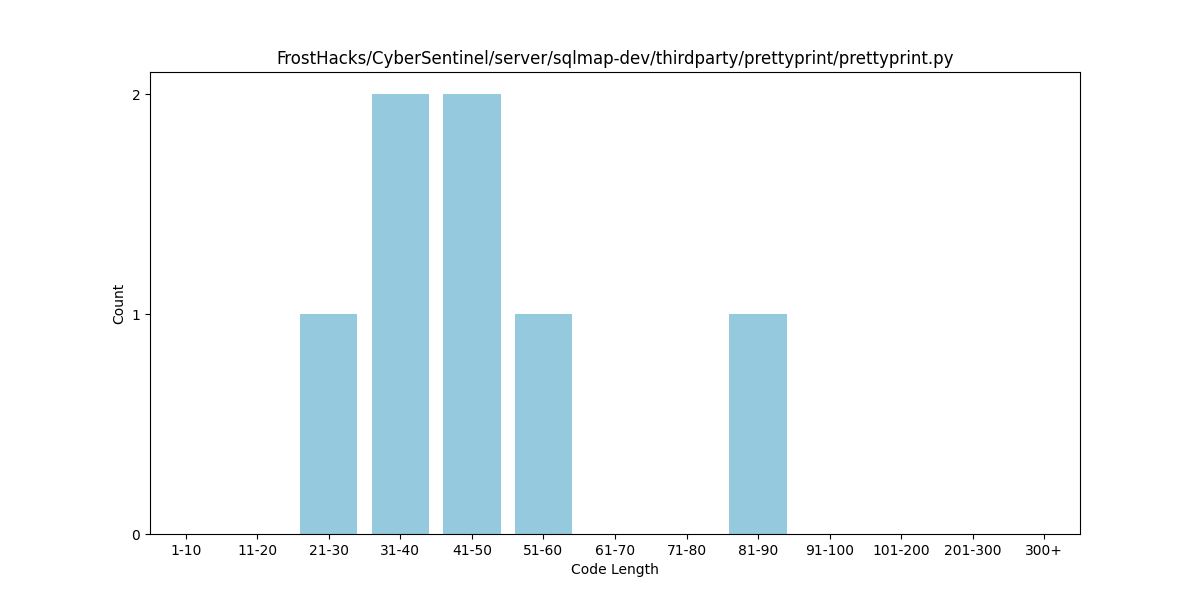 FrostHacks/CyberSentinel/server/sqlmap-dev/thirdparty/prettyprint/prettyprint.py
2
1
0
Count
1-10 11-20 21-30 31-40 41-50 51-60 61-70 71-80 81-90 91-100 101-200 201-300 300+
Code Length